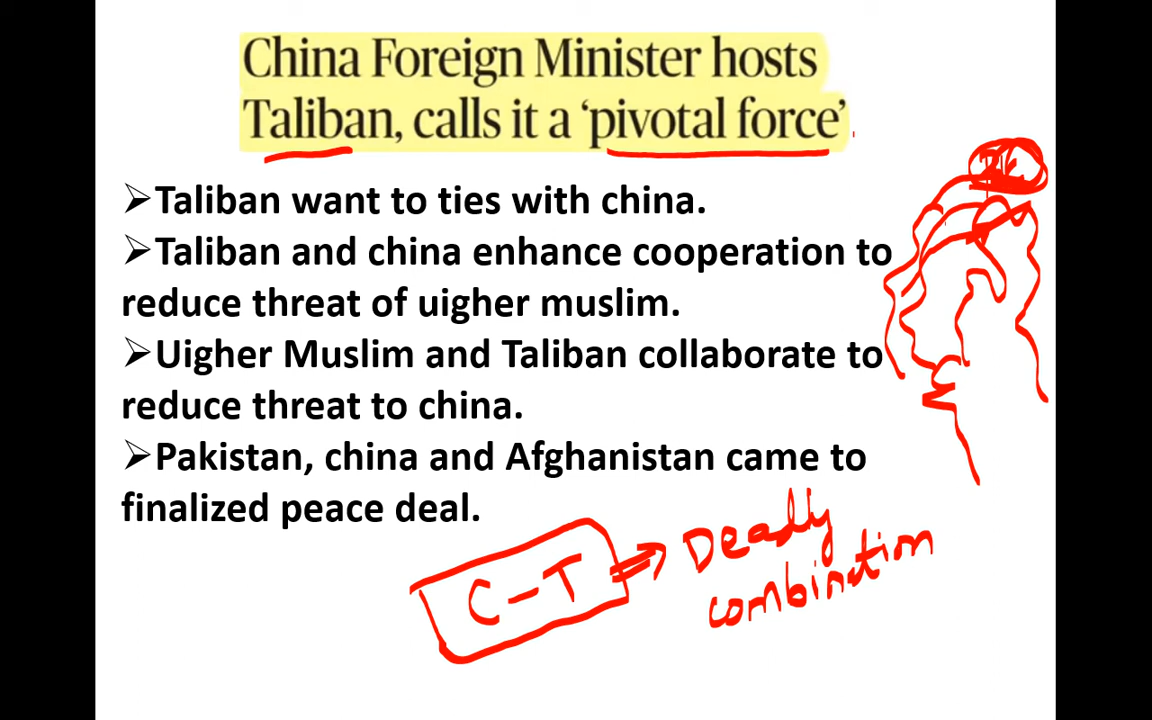 China Foreign Minister hosts
Taliban, calls it a ‘pivotal force’
➢Taliban want to ties with china.
➢Taliban and china enhance cooperation to
reduce threat of uigher muslim.
➢Uigher Muslim and Taliban collaborate to
reduce threat to china.
➢Pakistan, china and Afghanistan came to
finalized peace deal.
C-T ⇒ Deadly
combination